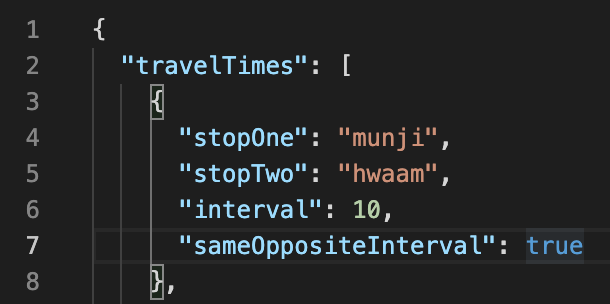 1 {
2 "travelTimes": [
3 {
4 "stopOne": "munji",
5 "stopTwo": "hwaam",
6 "interval": 10,
7 "sameOppositeInterval": true
8 },